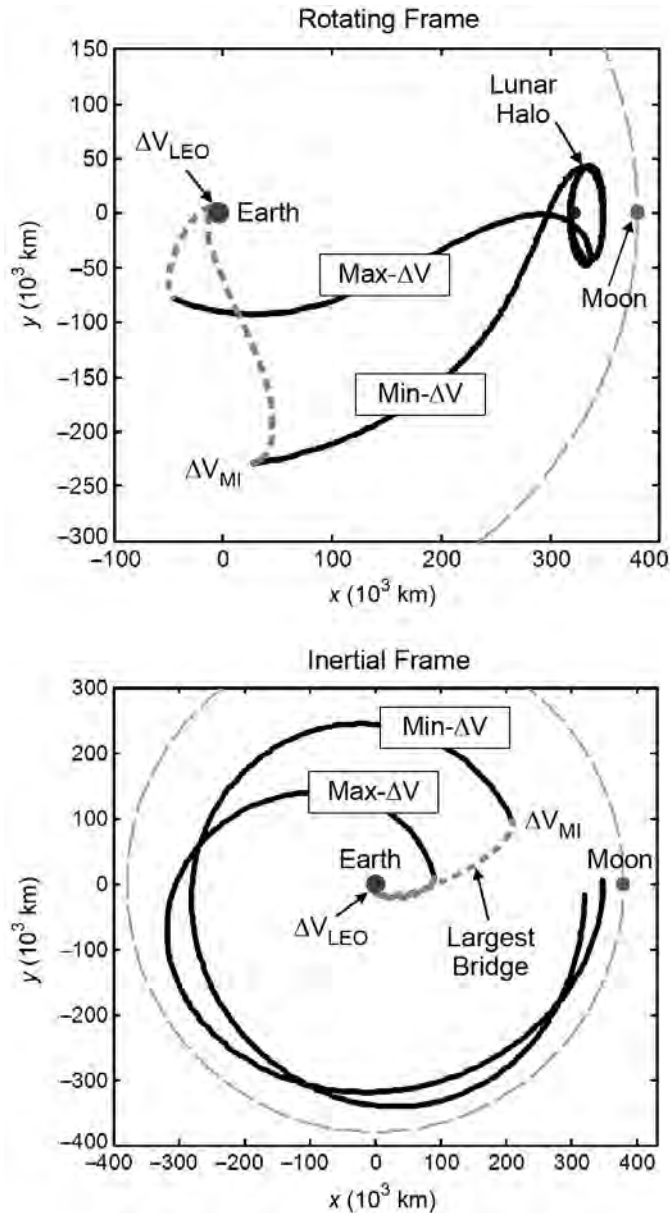 Rotating Frame
150
100
50
0
−50
−100
−150
−200
−250
−300
y (10³ km)
ΔV_LEO
Earth
Lunar
Halo
Moon
Max-ΔV
Min-ΔV
ΔV_MI
−100
0
100
200
300
400
x (10³ km)
Inertial Frame
300
200
100
0
−100
−200
−300
−400
y (10³ km)
Min-ΔV
Max-ΔV
ΔV_MI
Earth
Moon
ΔV_LEO
Largest
Bridge
−400
−300
−200
−100
0
100
200
300
400
x (10³ km)